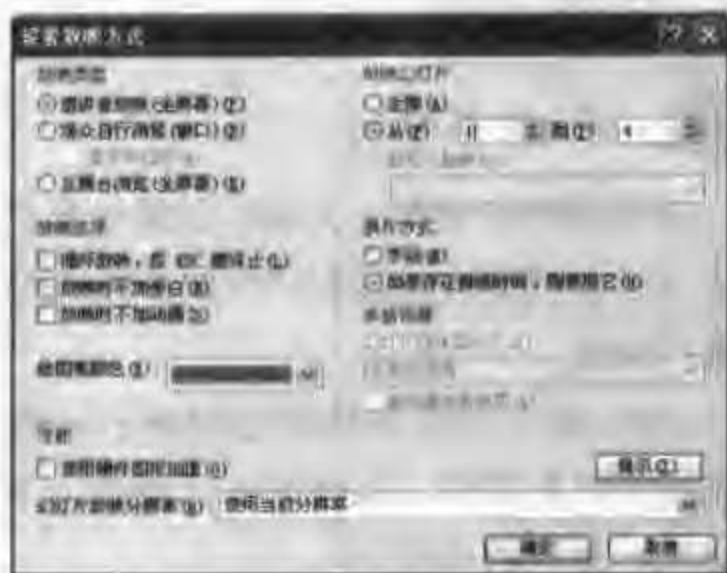 设置放映方式
放映类型
演讲者放映(全屏幕)(P)
观众自行浏览(窗口)(B)
在展台浏览(全屏幕)(K)
放映选项
循环放映，按 ESC 键终止(L)
放映时不加旁白(N)
放映时不加动画(S)
绘图笔颜色(E):
性能
使用硬件图形加速(G)
幻灯片放映分辨率(R): 使用当前分辨率
放映幻灯片
全部(A)
从(F): 到(T): 4
换片方式
手动(M)
如果存在排练时间，则使用它(U)
多监视器
提示(I)
确定 取消